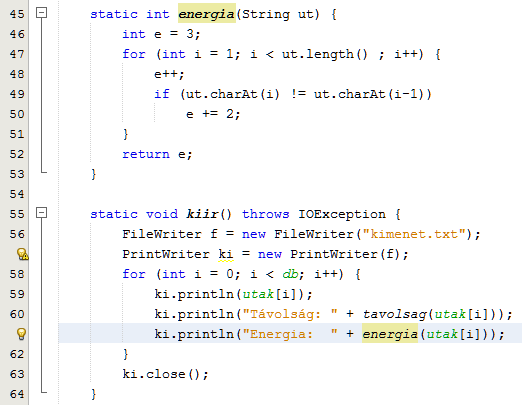 45 static int energia(String ut) {
46 int e = 3;
47 for (int i = 1; i < ut.length() ; i++) {
48 e++;
49 if (ut.charAt(i) != ut.charAt(i-1))
50 e += 2;
51 }
52 return e;
53 }
54
55 static void kiir() throws IOException {
56 FileWriter f = new FileWriter("kimenet.txt");
PrintWriter ki = new PrintWriter(f);
58 for (int i = 0; i < db; i++) {
59 ki.println(utak[i]);
60 ki.println("Távolság: " + tavolsag(utak[i]));
ki.println("Energia:  " + energia(utak[i]));
62 }
63 ki.close();
64 }